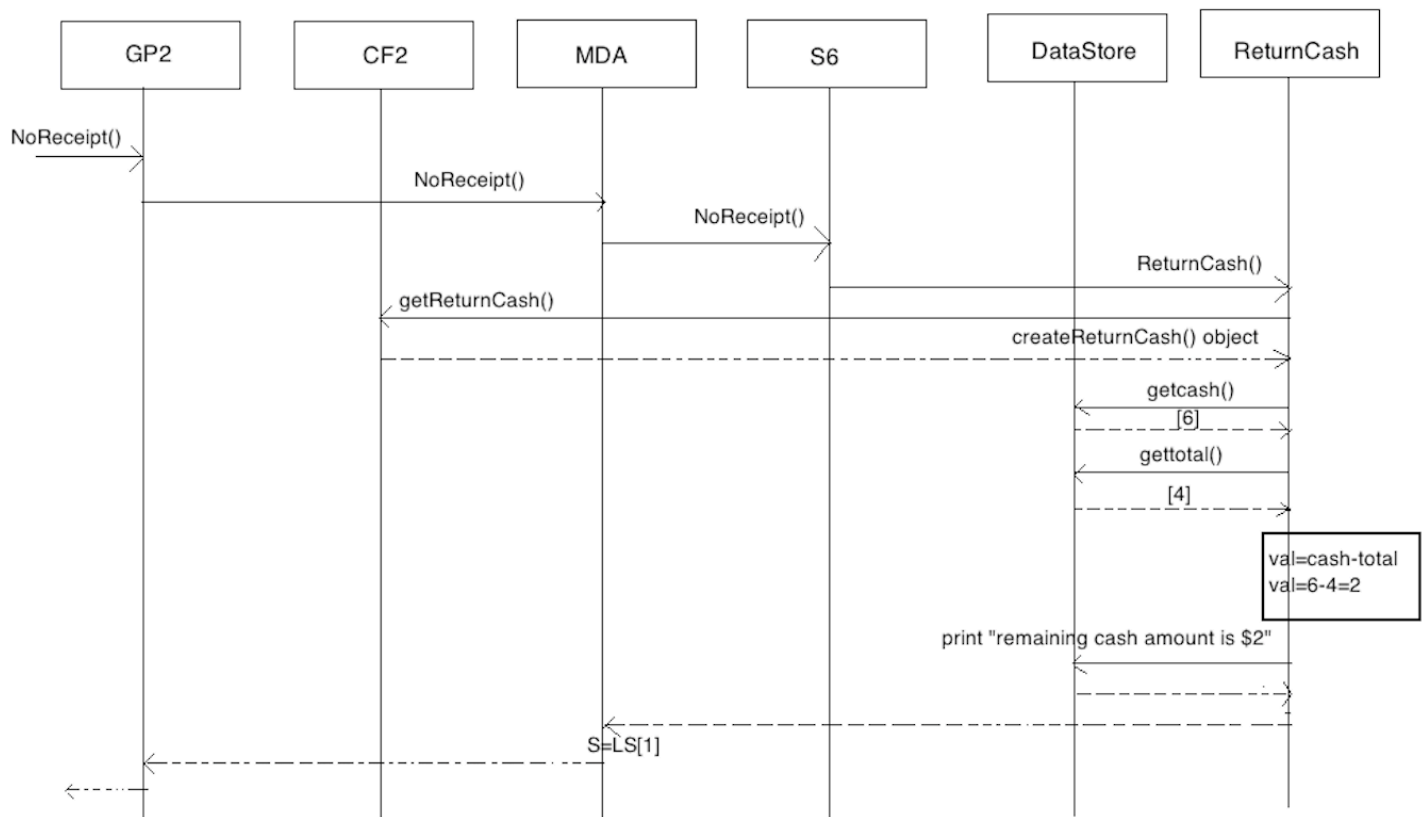 GP2
CF2
MDA
S6
DataStore
ReturnCash
NoReceipt()
NoReceipt()
NoReceipt()
ReturnCash()
getReturnCash()
createReturnCash() object
getcash()
[6]
gettotal()
[4]
val=cash-total
val=6-4=2
print "remaining cash amount is $2"
S=LS[1]